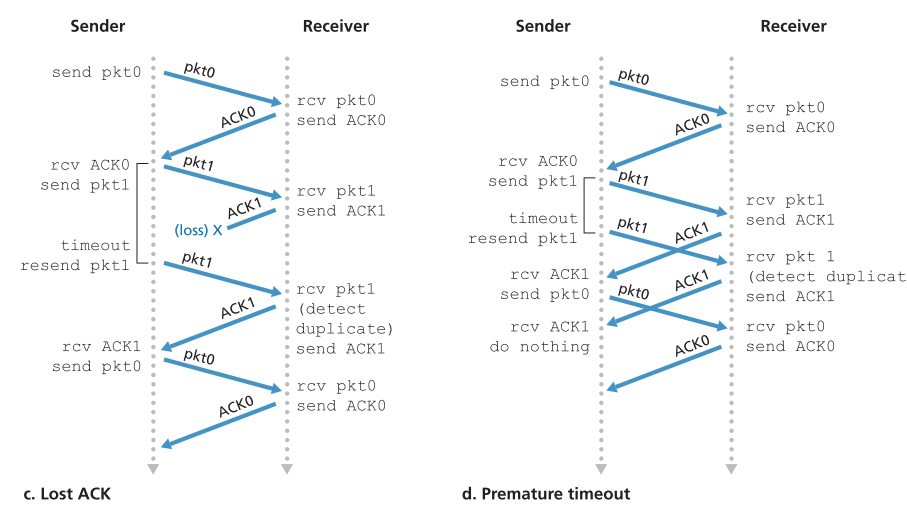 Sender
Receiver
send pkt0
pkt0
rcv pkt0
send ACK0
ACK0
rcv ACK0
send pkt1
pkt1
rcv pkt1
send ACK1
ACK1
(loss) X
timeout
resend pkt1
pkt1
rcv pkt1
(detect
duplicate)
send ACK1
ACK1
rcv ACK1
send pkt0
pkt0
rcv pkt0
send ACK0
ACK0
c. Lost ACK
Sender
Receiver
send pkt0
pkt0
rcv pkt0
send ACK0
ACK0
rcv ACK0
send pkt1
pkt1
rcv pkt1
send ACK1
timeout
resend pkt1
pkt1
ACK1
rcv pkt 1
(detect duplicat
send ACK1
rcv ACK1
send pkt0
pkt0
ACK1
rcv ACK1
do nothing
rcv pkt0
send ACK0
ACK0
d. Premature timeout